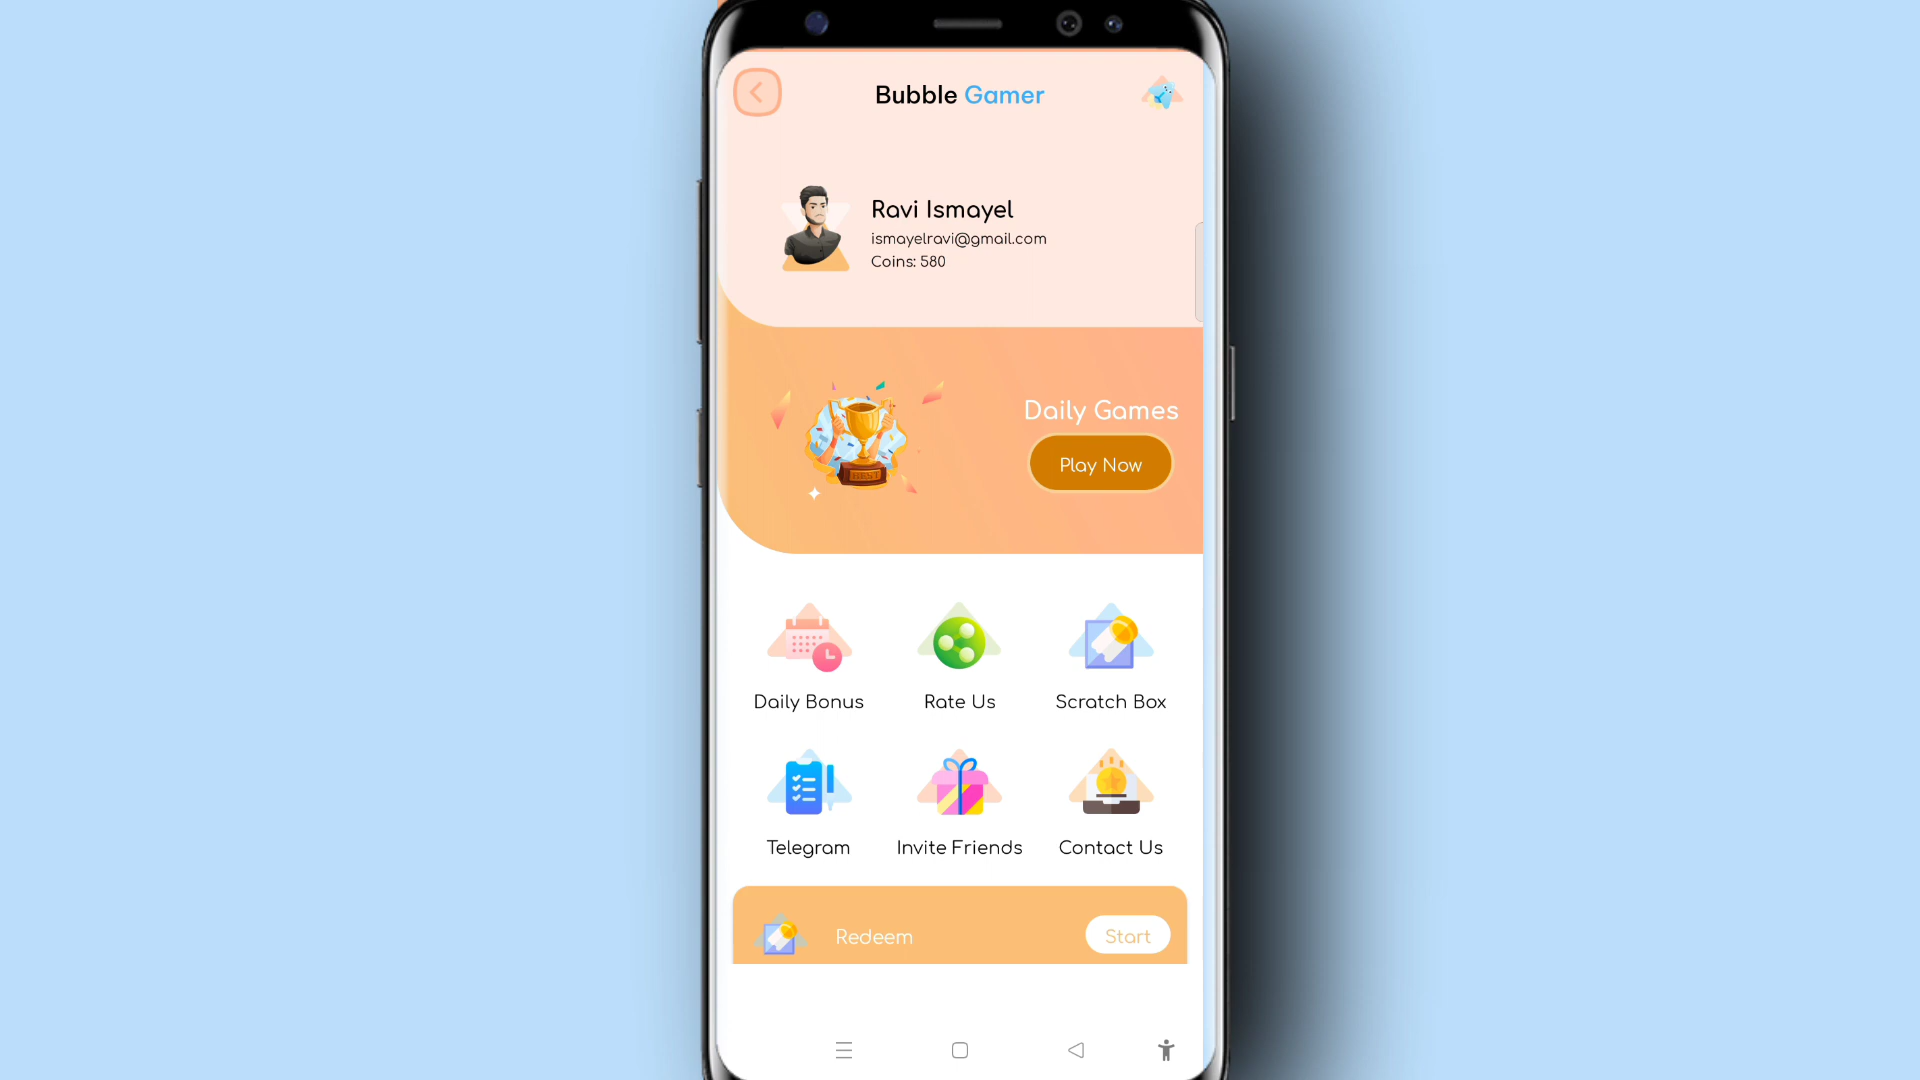 Bubble Gamer
Ravi Ismayel
ismayelravi@gmail.com
Coins: 580
Daily Games
Play Now
BEST
Daily Bonus
Rate Us
Scratch Box
Telegram
Invite Friends
Contact Us
Redeem
Start